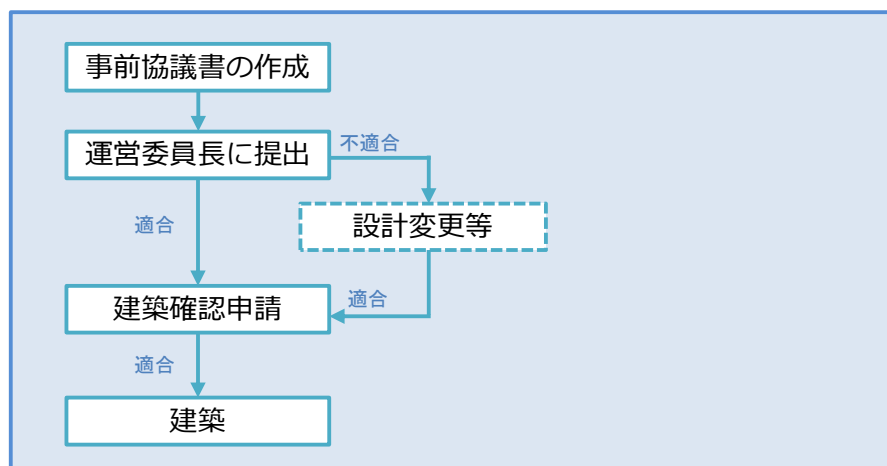 事前協議書の作成
運営委員長に提出
不適合
適合
設計変更等
建築確認申請
適合
適合
建築